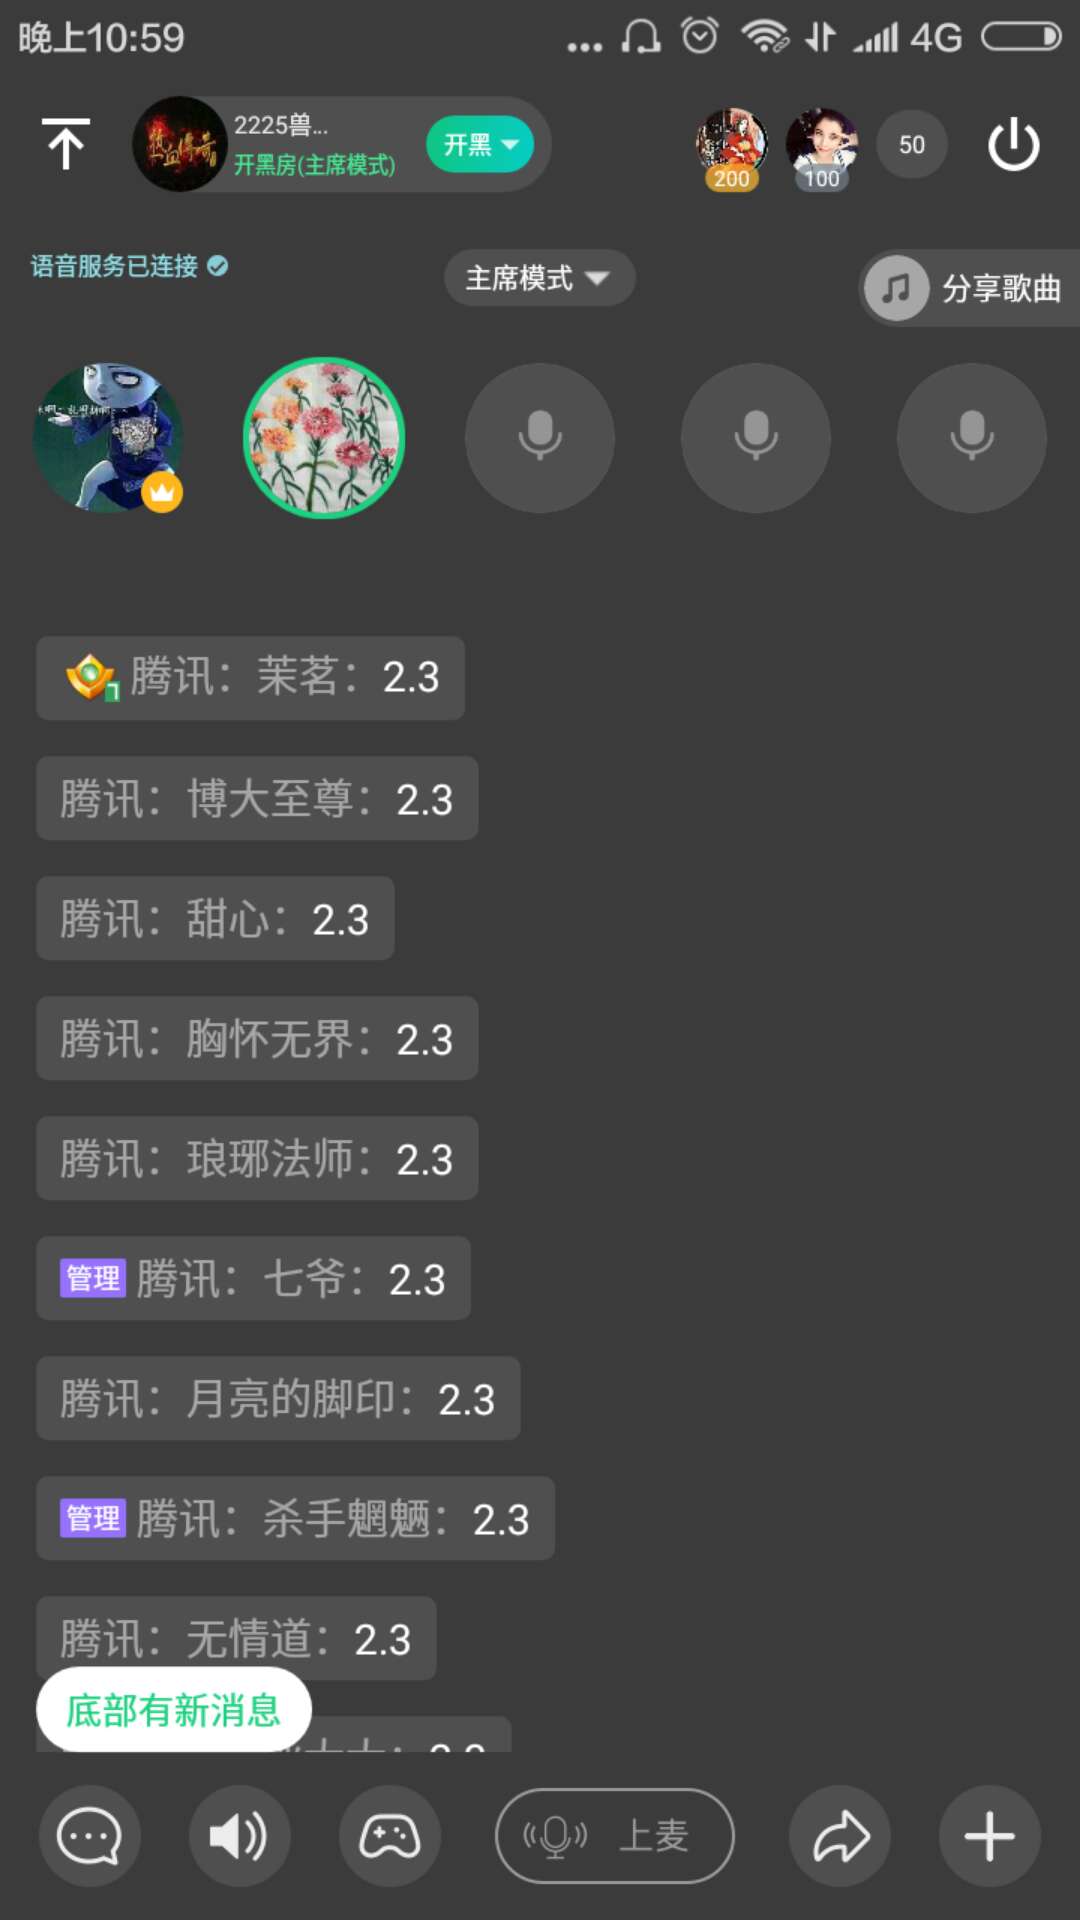 晚上10:59
4G
热血传奇
2225兽...
开黑房(主席模式)
开黑
200
100
50
语音服务已连接
主席模式
分享歌曲
腾讯：茉茗：2.3
腾讯：博大至尊：2.3
腾讯：甜心：2.3
腾讯：胸怀无界：2.3
腾讯：琅琊法师：2.3
管理 腾讯：七爷：2.3
腾讯：月亮的脚印：2.3
管理 腾讯：杀手魍魉：2.3
腾讯：无情道：2.3
底部有新消息
上麦